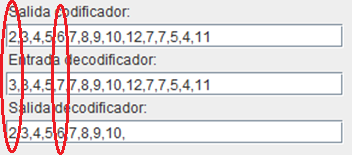 Salida codificador:
2,3,4,5,6,7,8,9,10,12,7,7,5,4,11
Entrada decodificador:
3,3,4,5,7,7,8,9,10,12,7,7,5,4,11
Salida decodificador:
2,3,4,5,6,7,8,9,10,